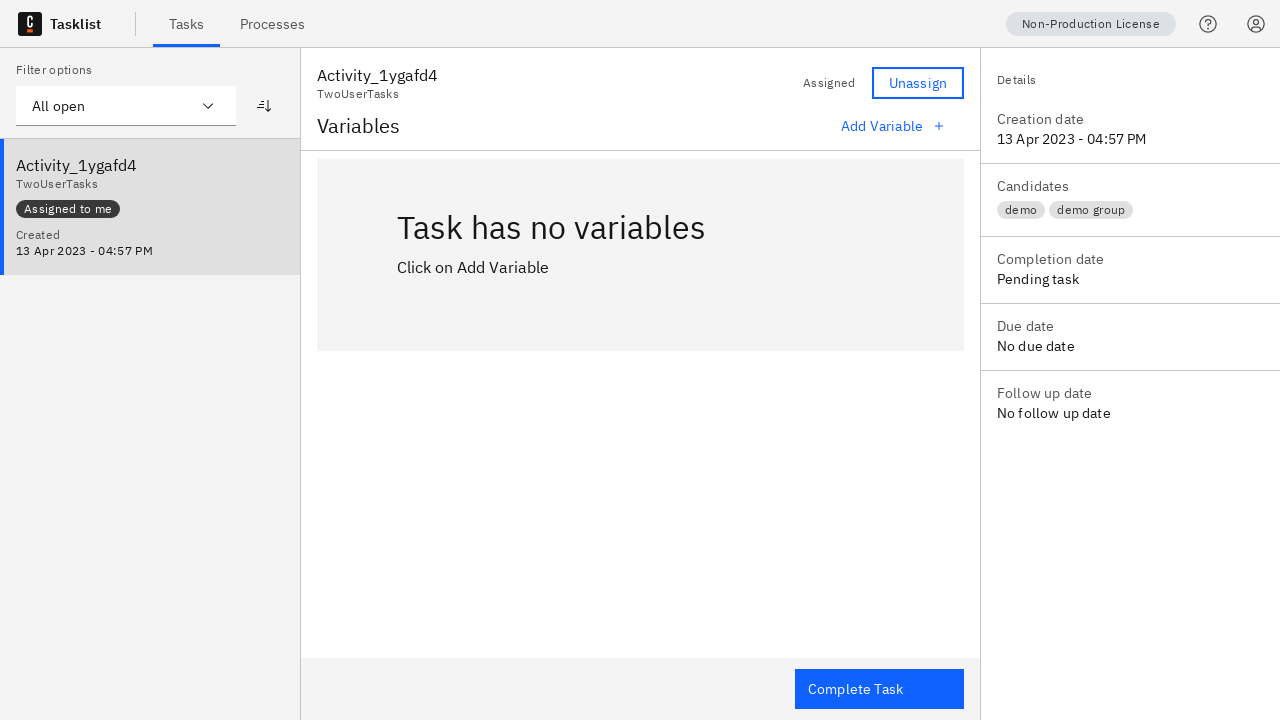 Tasklist
Tasks
Processes
Non-Production License
Filter options
All open
Activity_1ygafd4
TwoUserTasks
Assigned to me
Created
13 Apr 2023 - 04:57 PM
Activity_1ygafd4
TwoUserTasks
Assigned
Unassign
Variables
Add Variable
Task has no variables
Click on Add Variable
Complete Task
Details
Creation date
13 Apr 2023 - 04:57 PM
Candidates
demo
demo group
Completion date
Pending task
Due date
No due date
Follow up date
No follow up date